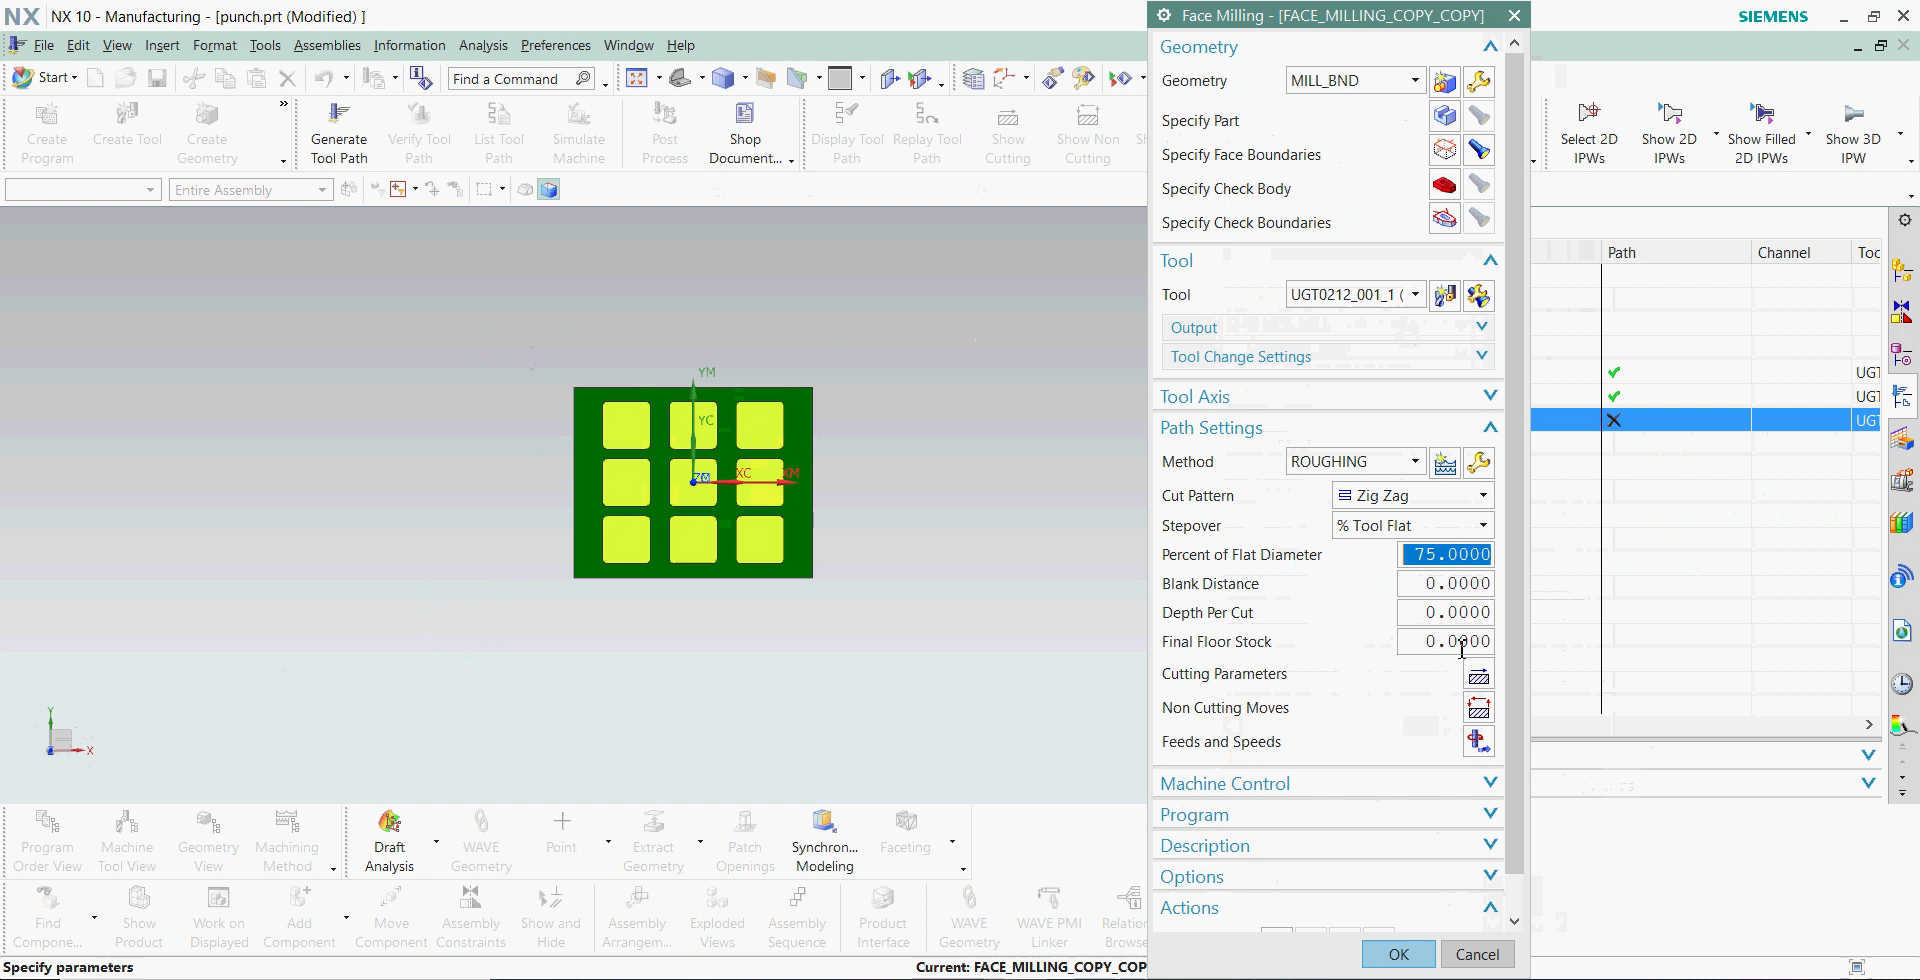 NX NX 10 - Manufacturing - [punch.prt (Modified) ]
SIEMENS
File Edit View Insert Format Tools Assemblies Information Analysis Preferences Window Help
Start Find a Command
Create Program
Create Tool
Create Geometry
Generate Tool Path
Verify Tool Path
List Tool Path
Simulate Machine
Post Process
Shop Document...
Display Tool Path
Replay Tool Path
Show Cutting
Show Non Cutting
Select 2D IPWs
Show 2D IPWs
Show Filled 2D IPWs
Show 3D IPW
Entire Assembly
YM
YC
XC
XM
Y
X
Face Milling - [FACE_MILLING_COPY_COPY]
Geometry
Geometry MILL_BND
Specify Part
Specify Face Boundaries
Specify Check Body
Specify Check Boundaries
Tool
Tool UGT0212_001_1 (
Output
Tool Change Settings
Tool Axis
Path Settings
Method ROUGHING
Cut Pattern Zig Zag
Stepover % Tool Flat
Percent of Flat Diameter 75.0000
Blank Distance 0.0000
Depth Per Cut 0.0000
Final Floor Stock 0.0000
Cutting Parameters
Non Cutting Moves
Feeds and Speeds
Machine Control
Program
Description
Options
Actions
OK Cancel
Path Channel Toc
UGT
UGT
UGT
Program Order View
Machine Tool View
Geometry View
Machining Method
Draft Analysis
WAVE Geometry
Point
Extract Geometry
Patch Openings
Synchron... Modeling
Faceting
Find Compone...
Show Product
Work on Displayed
Add Component
Move Component
Assembly Constraints
Show and Hide
Assembly Arrangem...
Exploded Views
Assembly Sequence
Product Interface
WAVE Geometry
WAVE PMI Linker
Relation Browse
Specify parameters
Current: FACE_MILLING_COPY_COP